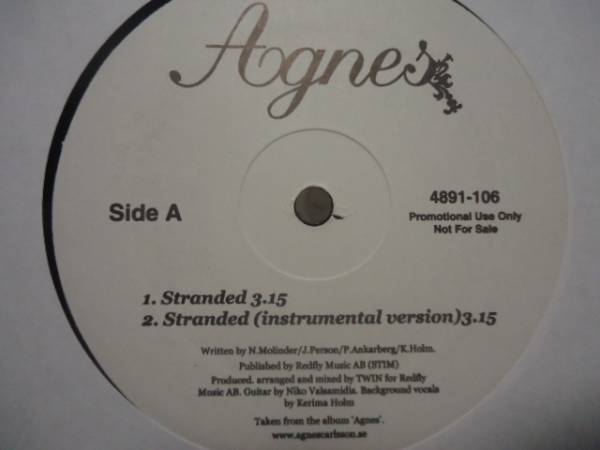 Agnes
Side A
4891-106
Promotional Use Only
Not For Sale
1. Stranded 3.15
2. Stranded (instrumental version)3.15
Written by N.Molinder/J.Person/P.Ankarberg/K.Holm.
Published by Redfly Music AB (STIM)
Produced. arranged and mixed by TWIN for Redfly
Music AB. Guitar by Niko Valsamidis. Background vocals
by Kerima Holm
Taken from the album 'Agnes'.
www.agnescarlsson.se